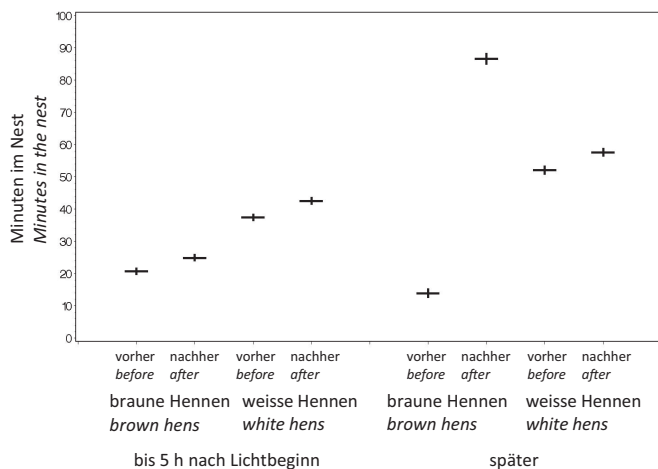 100
90
80
70
60
50
40
30
20
10
0
Minuten im Nest
Minutes in the nest
vorher nachher vorher nachher vorher nachher vorher nachher
before after before after before after before after
braune Hennen weisse Hennen braune Hennen weisse Hennen
brown hens white hens brown hens white hens
bis 5 h nach Lichtbeginn später